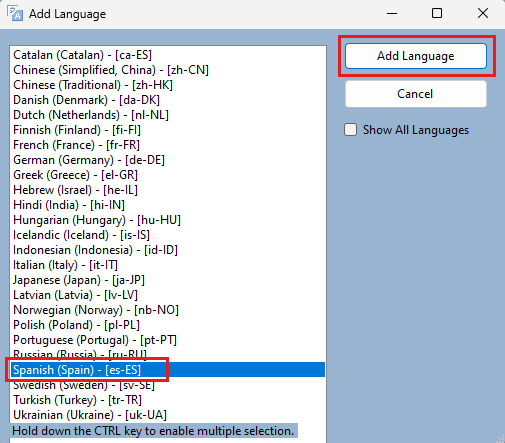 Add Language
Catalan (Catalan) - [ca-ES]
Chinese (Simplified, China) - [zh-CN]
Chinese (Traditional) - [zh-HK]
Danish (Denmark) - [da-DK]
Dutch (Netherlands) - [nl-NL]
Finnish (Finland) - [fi-FI]
French (France) - [fr-FR]
German (Germany) - [de-DE]
Greek (Greece) - [el-GR]
Hebrew (Israel) - [he-IL]
Hindi (India) - [hi-IN]
Hungarian (Hungary) - [hu-HU]
Icelandic (Iceland) - [is-IS]
Indonesian (Indonesia) - [id-ID]
Italian (Italy) - [it-IT]
Japanese (Japan) - [ja-JP]
Latvian (Latvia) - [lv-LV]
Norwegian (Norway) - [nb-NO]
Polish (Poland) - [pl-PL]
Portuguese (Portugal) - [pt-PT]
Russian (Russia) - [ru-RU]
Spanish (Spain) - [es-ES]
Swedish (Sweden) - [sv-SE]
Turkish (Turkey) - [tr-TR]
Ukrainian (Ukraine) - [uk-UA]
Hold down the CTRL key to enable multiple selection.
Add Language
Cancel
Show All Languages